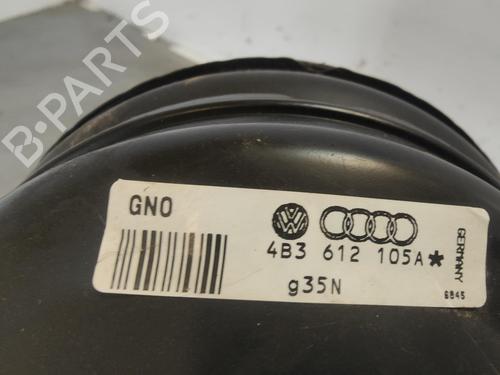 B-PARTS
GNO
4B3 612 105A*
g35N
GERMANY
6845